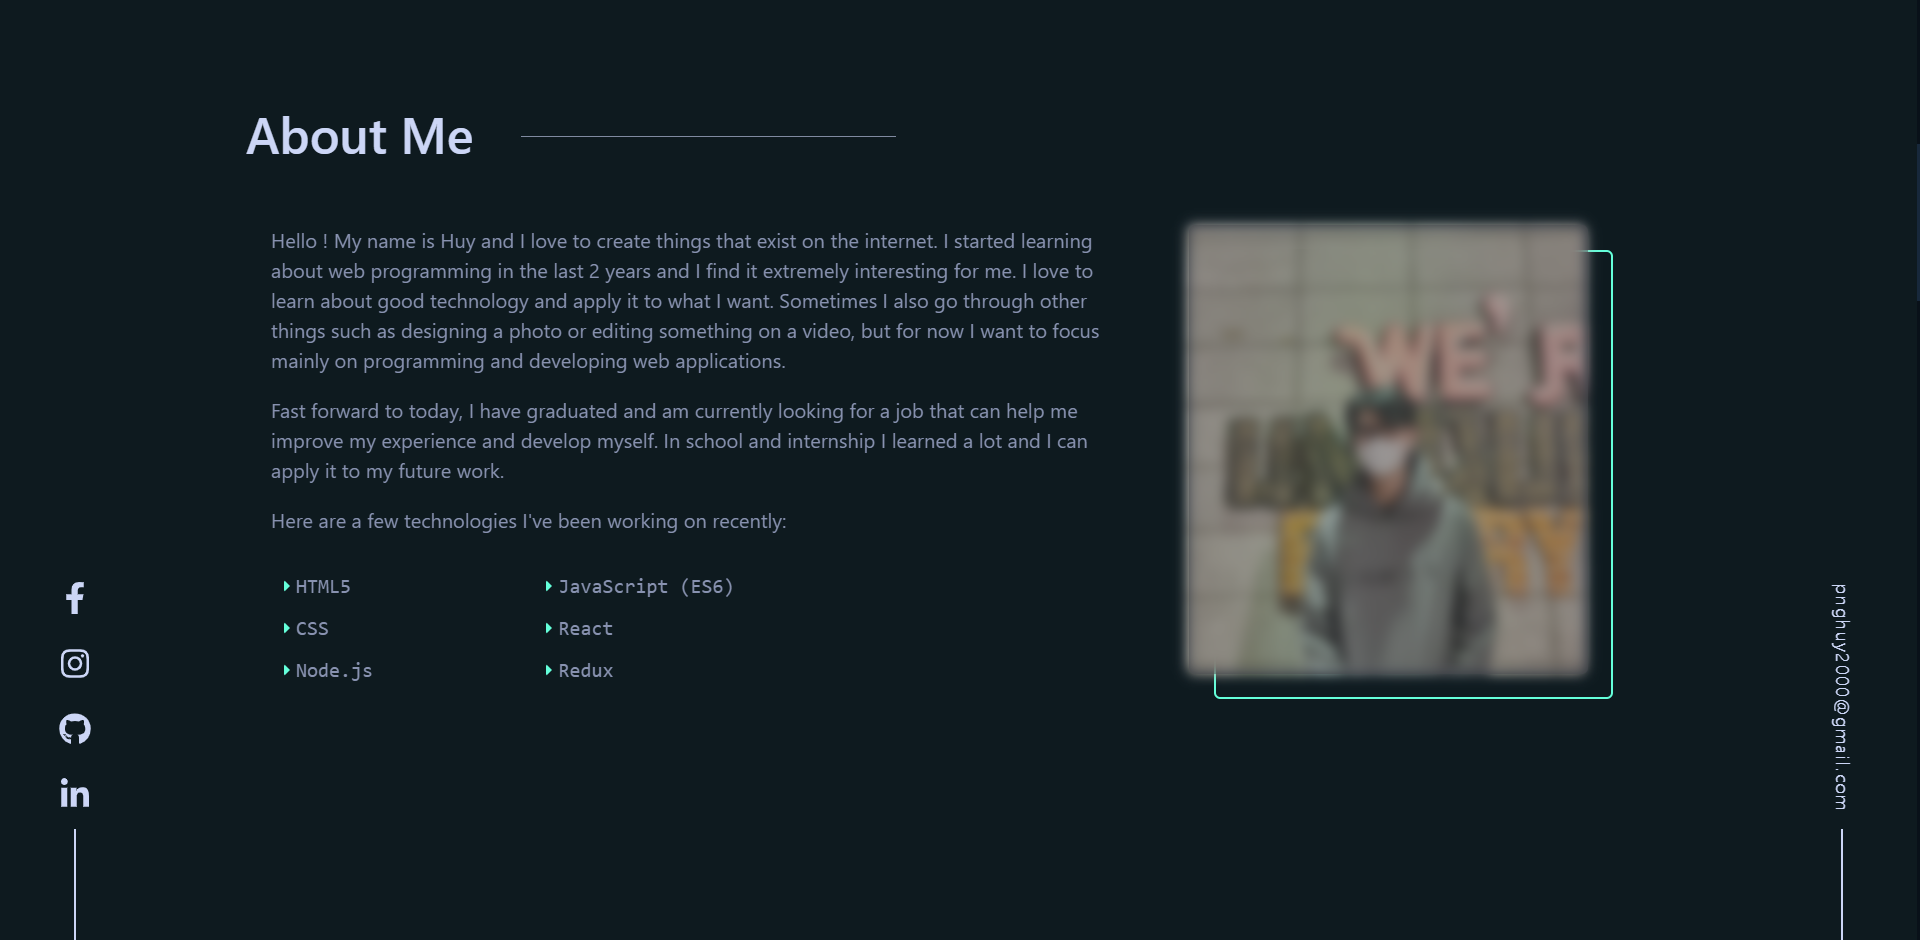 About Me
Hello ! My name is Huy and I love to create things that exist on the internet. I started learning
about web programming in the last 2 years and I find it extremely interesting for me. I love to
learn about good technology and apply it to what I want. Sometimes I also go through other
things such as designing a photo or editing something on a video, but for now I want to focus
mainly on programming and developing web applications.
Fast forward to today, I have graduated and am currently looking for a job that can help me
improve my experience and develop myself. In school and internship I learned a lot and I can
apply it to my future work.
Here are a few technologies I've been working on recently:
HTML5
JavaScript (ES6)
CSS
React
Node.js
Redux
WE'R
pnghuy2000@gmail.com